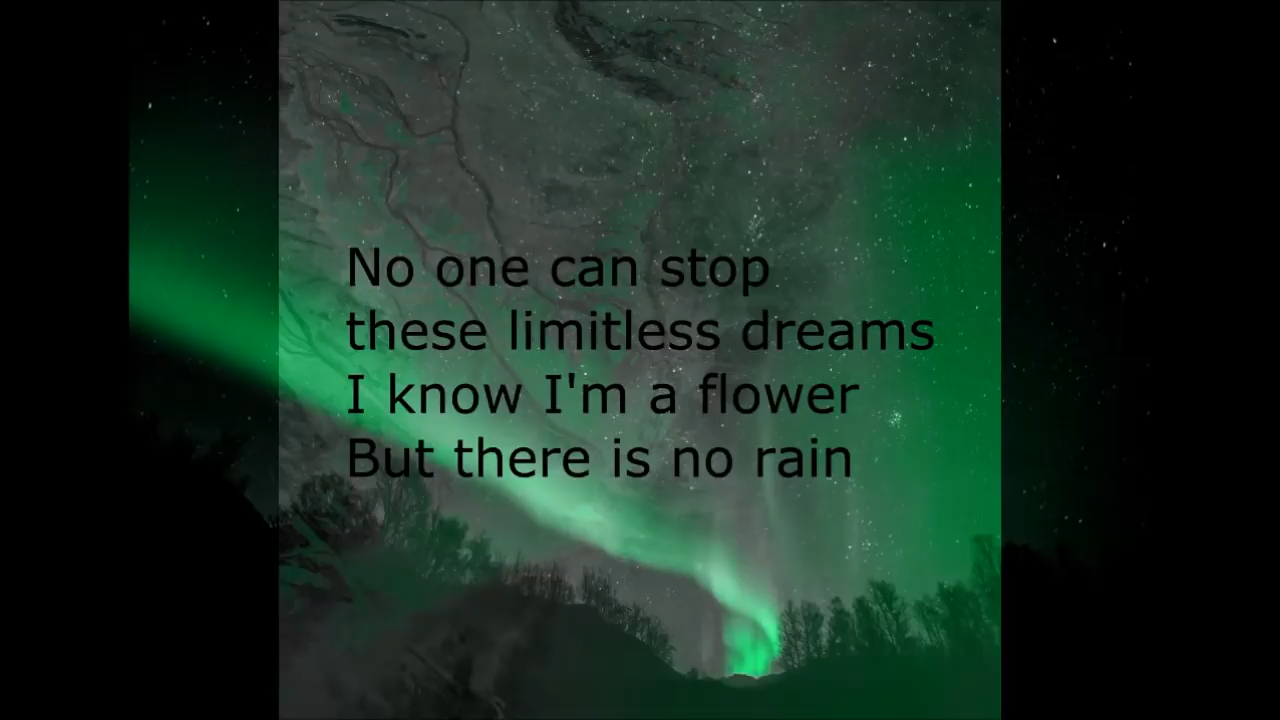 No one can stop
these limitless dreams
I know I'm a flower
But there is no rain